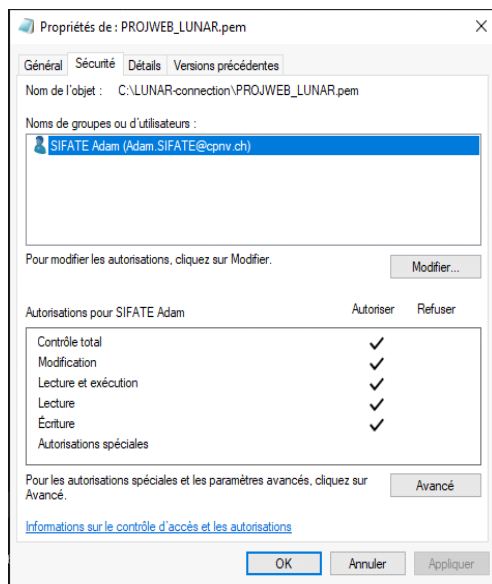 Propriétés de : PROJWEB_LUNAR.pem
Général Sécurité Détails Versions précédentes
Nom de l'objet : C:\LUNAR-connection\PROJWEB_LUNAR.pem
Noms de groupes ou d'utilisateurs :
SIFATE Adam (Adam.SIFATE@cpnv.ch)
Pour modifier les autorisations, cliquez sur Modifier.
Modifier...
Autorisations pour SIFATE Adam Autoriser Refuser
Contrôle total
Modification
Lecture et exécution
Lecture
Écriture
Autorisations spéciales
Pour les autorisations spéciales et les paramètres avancés, cliquez sur
Avancé.
Avancé
Informations sur le contrôle d'accès et les autorisations
OK Annuler Appliquer